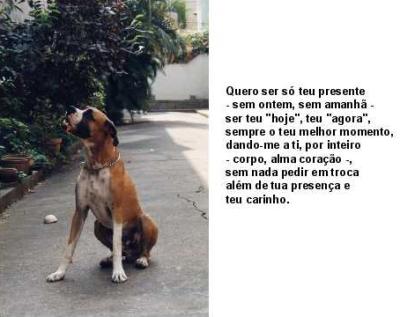 Quero ser só teu presente
- sem ontem, sem amanhã -
ser teu "hoje", teu "agora",
sempre o teu melhor momento,
dando-me a ti, por inteiro
- corpo, alma coração -,
sem nada pedir em troca
além de tua presença e
teu carinho.